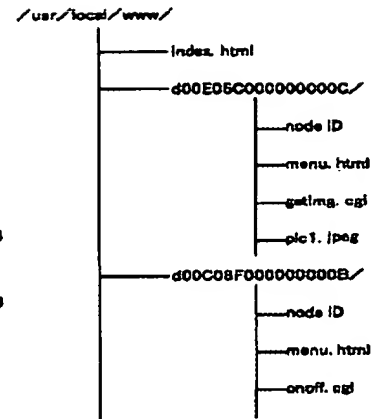 /usr/local/www/
index. html
d00E05C000000000C/
node ID
menu. html
getimg. cgi
pic1. jpeg
d00C08F000000000B/
node ID
menu. html
onoff. cgi